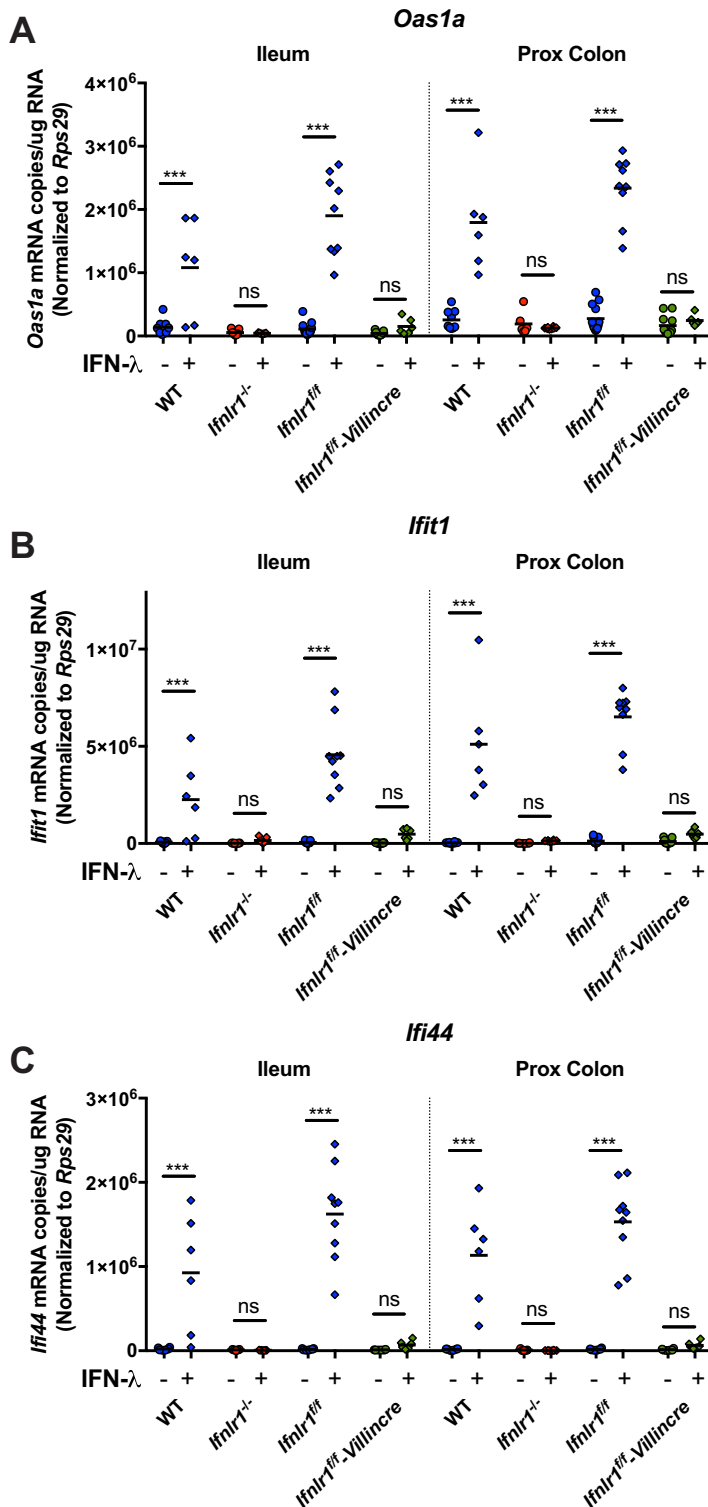 A
Oas1a
Ileum
Prox Colon
Oas1a mRNA copies/ug RNA
(Normalized to Rps29)
4×10⁶
3×10⁶
2×10⁶
1×10⁶
0
*** ns *** ns *** ns *** ns
IFN-λ - + - + - + - + - + - + - + - +
WT
Ifnlr1-/-
Ifnlr1f/f
Ifnlr1f/f-Villincre
WT
Ifnlr1-/-
Ifnlr1f/f
Ifnlr1f/f-Villincre
B
Ifit1
Ileum
Prox Colon
Ifit1 mRNA copies/ug RNA
(Normalized to Rps29)
1×10⁷
5×10⁶
0
*** ns *** ns *** ns *** ns
IFN-λ - + - + - + - + - + - + - + - +
WT
Ifnlr1-/-
Ifnlr1f/f
Ifnlr1f/f-Villincre
WT
Ifnlr1-/-
Ifnlr1f/f
Ifnlr1f/f-Villincre
C
Ifi44
Ileum
Prox Colon
Ifi44 mRNA copies/ug RNA
(Normalized to Rps29)
3×10⁶
2×10⁶
1×10⁶
0
*** ns *** ns *** ns *** ns
IFN-λ - + - + - + - + - + - + - + - +
WT
Ifnlr1-/-
Ifnlr1f/f
Ifnlr1f/f-Villincre
WT
Ifnlr1-/-
Ifnlr1f/f
Ifnlr1f/f-Villincre